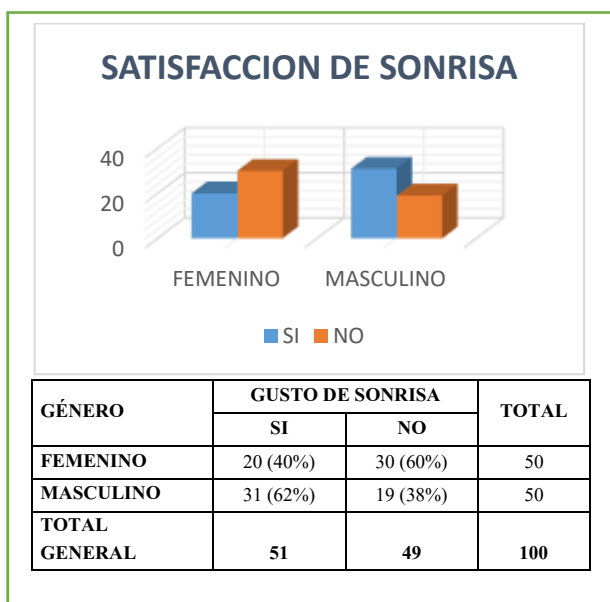 SATISFACCION DE SONRISA
40
20
0
FEMENINO MASCULINO
SI NO
GÉNERO GUSTO DE SONRISA TOTAL
SI NO
FEMENINO 20 (40%) 30 (60%) 50
MASCULINO 31 (62%) 19 (38%) 50
TOTAL
GENERAL 51 49 100